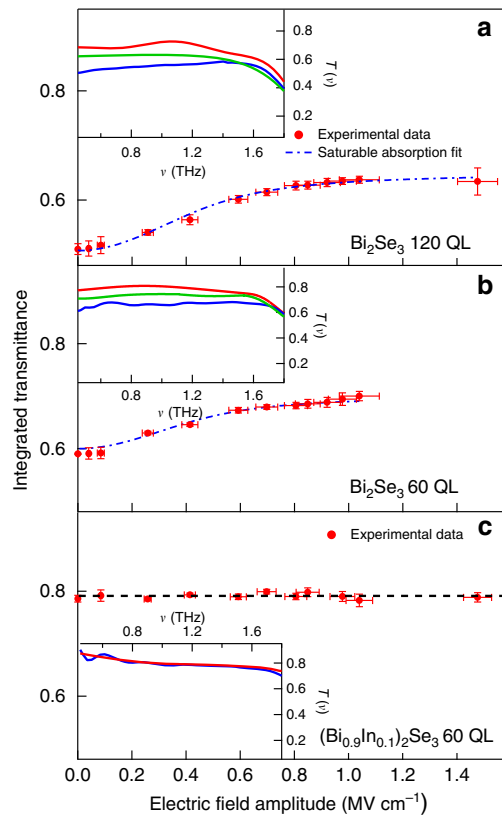 a
T (ν)
0.8
0.6
0.4
0.8
1.2
1.6
ν (THz)
0.8
Experimental data
Saturable absorption fit
0.6
Bi2Se3 120 QL
b
T (ν)
0.8
0.6
0.4
0.2
0.8
1.2
1.6
ν (THz)
0.8
0.6
Bi2Se3 60 QL
Integrated transmittance
c
Experimental data
0.8
ν (THz)
0.8
1.2
1.6
T (ν)
0.8
0.6
0.4
0.2
0.6
(Bi0.9In0.1)2Se3 60 QL
0.0 0.2 0.4 0.6 0.8 1.0 1.2 1.4
Electric field amplitude (MV cm−1)